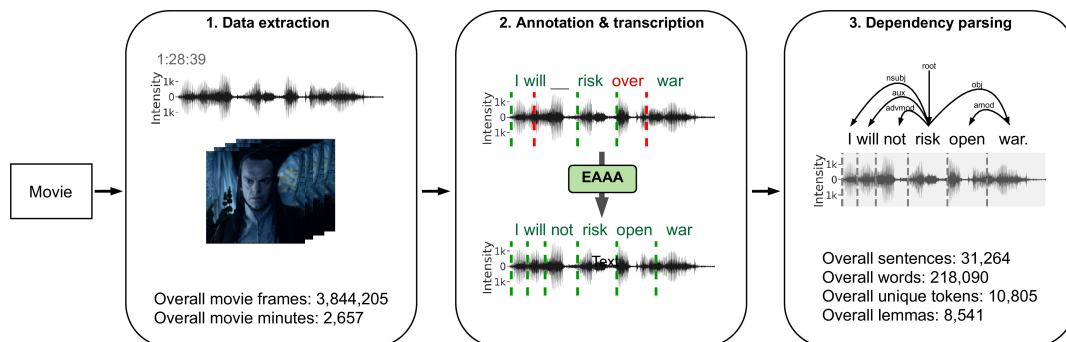 Movie
1. Data extraction
1:28:39
Intensity
1k
0
1k
Overall movie frames: 3,844,205
Overall movie minutes: 2,657
2. Annotation & transcription
I will __ risk over war
Intensity
1k
0
1k
EAAA
I will not risk open war
Intensity
1k
0
1k
Text
3. Dependency parsing
root
nsubj
obj
aux
amod
advmod
I will not risk open war.
Intensity
1k
0
1k
Overall sentences: 31,264
Overall words: 218,090
Overall unique tokens: 10,805
Overall lemmas: 8,541